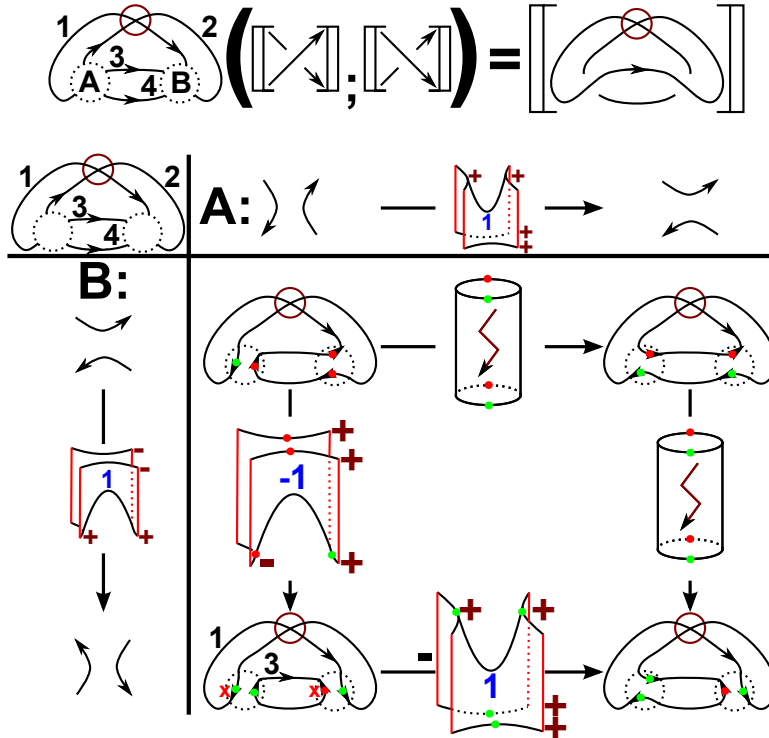 1 2
3
A B ( ; ) =
4
1 2 A: + + 1 + +
3
4
B:
- - 1 + +
+ + -1 - +
1 3 x x
+ + - 1 + +